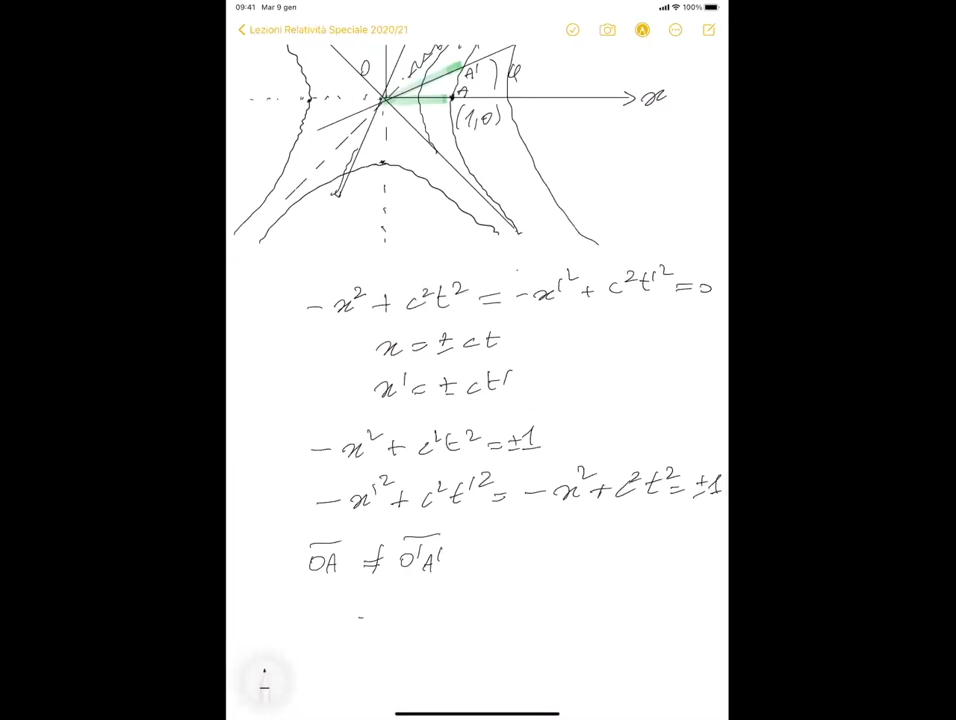 09:41 Mar 9 gen 100%
Lezioni Relatività Speciale 2020/21
O
A'
φ
A
x
(1,0)
-x² + c²t² = -x'² + c²t'² = 0
x = ± ct
x' = ± ct'
-x² + c²t² = ±1
-x'² + c²t'² = -x² + c²t² = ±1
O̅A̅ ≠ O̅'̅A̅'̅